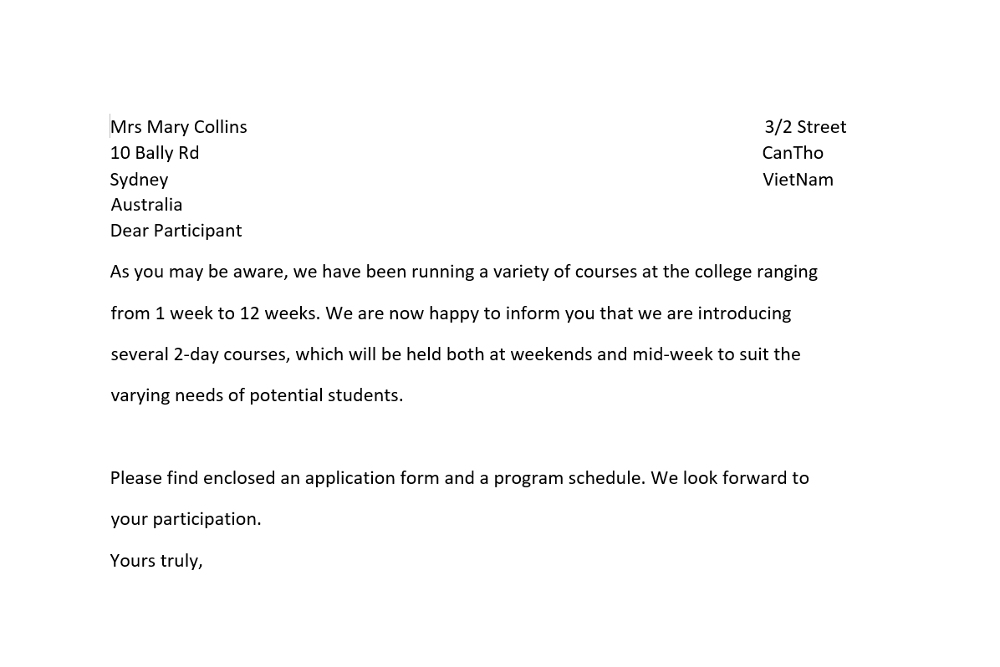 Mrs Mary Collins 3/2 Street
10 Bally Rd CanTho
Sydney VietNam
Australia
Dear Participant
As you may be aware, we have been running a variety of courses at the college ranging
from 1 week to 12 weeks. We are now happy to inform you that we are introducing
several 2-day courses, which will be held both at weekends and mid-week to suit the
varying needs of potential students.
Please find enclosed an application form and a program schedule. We look forward to
your participation.
Yours truly,